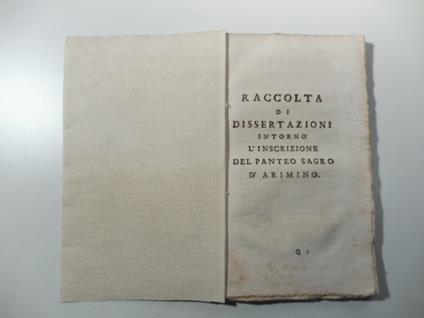 RACCOLTA
DI
DISSERTAZIONI
INTORNO
L'INSCRIZIONE
DEL PANTEO SAGRO
D'ARIMINO.